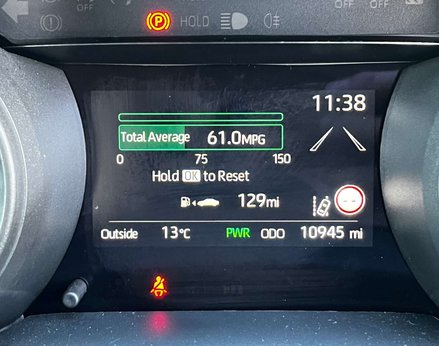 OFF OFF OFF
(P) HOLD
11:38
Total Average 61.0MPG
0 75 150
Hold OK to Reset
129mi
Outside 13°C PWR ODO 10945 mi